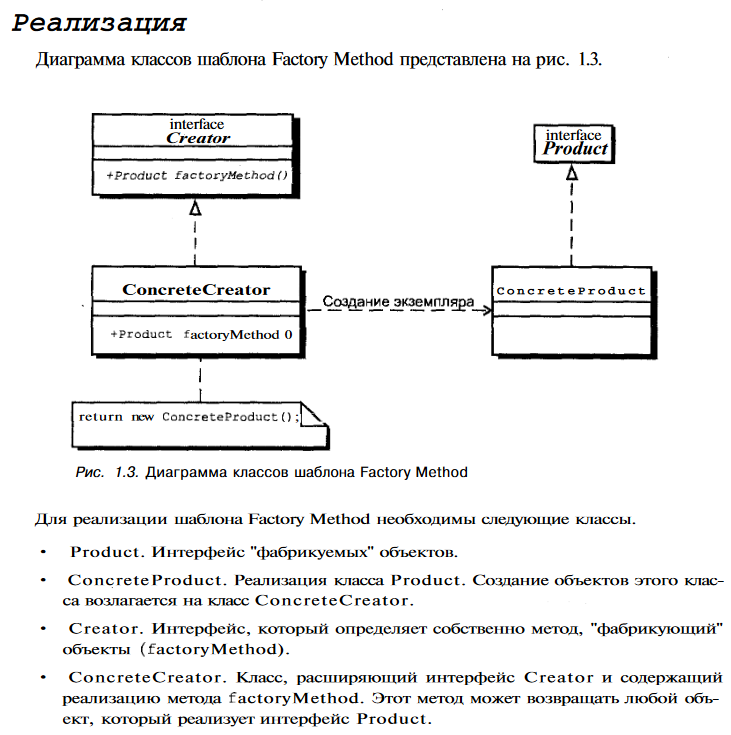 Реализация
Диаграмма классов шаблона Factory Method представлена на рис. 1.3.
interface
Creator
+Product factoryMethod()
interface
Product
ConcreteCreator
+Product factoryMethod 0
Создание экземпляра
ConcreteProduct
return new ConcreteProduct();
Рис. 1.3. Диаграмма классов шаблона Factory Method
Для реализации шаблона Factory Method необходимы следующие классы.
• Product. Интерфейс "фабрикуемых" объектов.
• ConcreteProduct. Реализация класса Product. Создание объектов этого клас-
са возлагается на класс ConcreteCreator.
• Creator. Интерфейс, который определяет собственно метод, "фабрикующий"
объекты (factoryMethod).
• ConcreteCreator. Класс, расширяющий интерфейс Creator и содержащий
реализацию метода factoryMethod. Этот метод может возвращать любой объ-
ект, который реализует интерфейс Product.